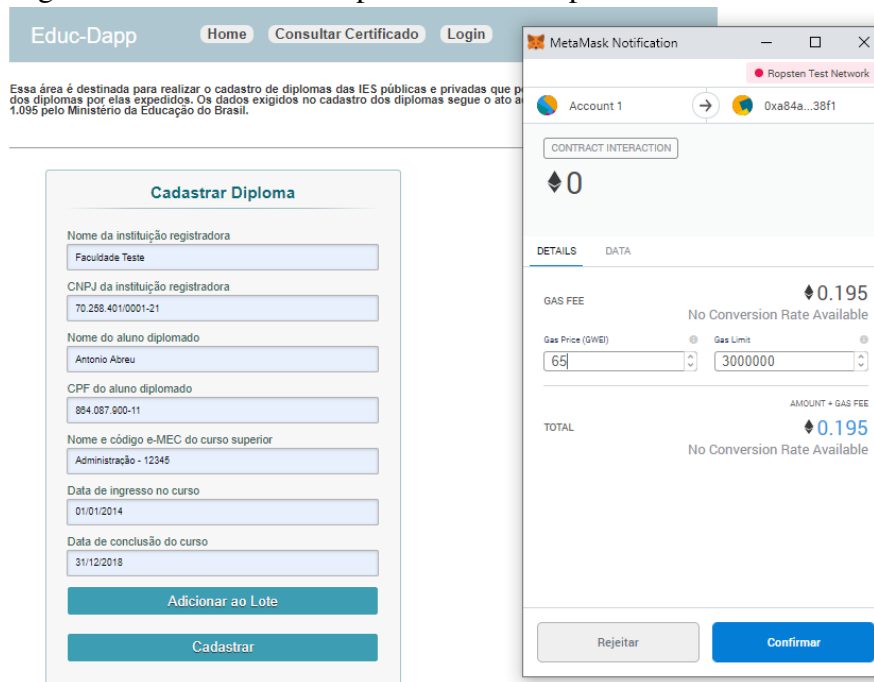 Educ-Dapp
Home
Consultar Certificado
Login
Essa área é destinada para realizar o cadastro de diplomas das IES públicas e privadas que
dos diplomas por elas expedidos. Os dados exigidos no cadastro dos diplomas segue o ato
1.095 pelo Ministério da Educação do Brasil.
Cadastrar Diploma
Nome da instituição registradora
Faculdade Teste
CNPJ da instituição registradora
70.258.401/0001-21
Nome do aluno diplomado
Antonio Abreu
CPF do aluno diplomado
864.087.900-11
Nome e código e-MEC do curso superior
Administração - 12345
Data de ingresso no curso
01/01/2014
Data de conclusão do curso
31/12/2018
Adicionar ao Lote
Cadastrar
MetaMask Notification
Ropsten Test Network
Account 1
0xa84a...38f1
CONTRACT INTERACTION
0
DETAILS
DATA
GAS FEE
0.195
No Conversion Rate Available
Gas Price (GWEI)
Gas Limit
65
3000000
AMOUNT + GAS FEE
TOTAL
0.195
No Conversion Rate Available
Rejeitar
Confirmar